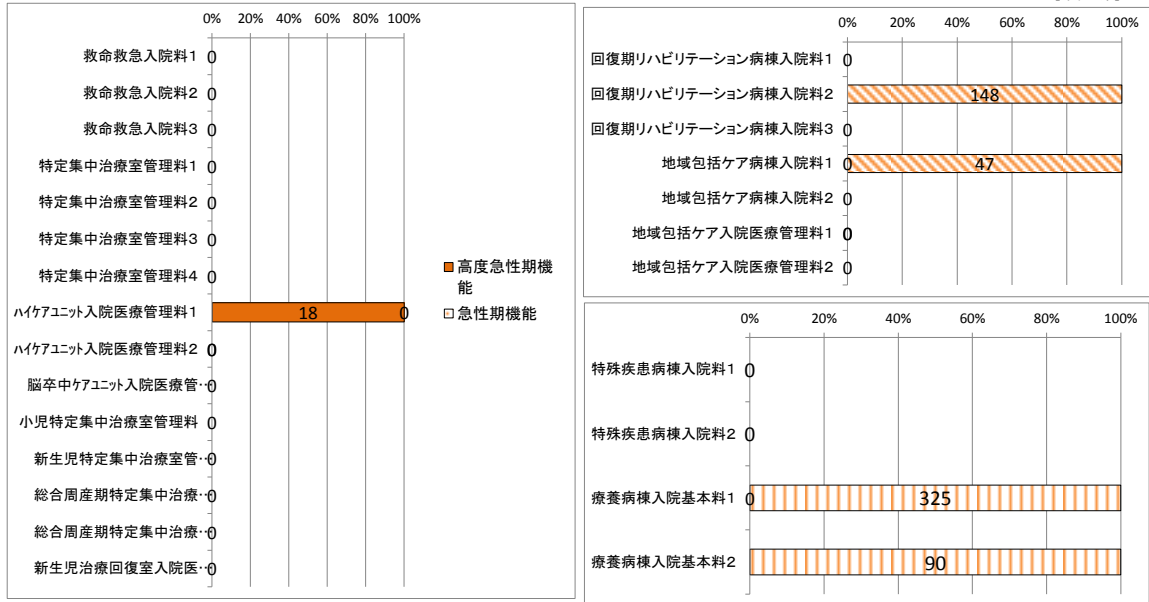 0% 20% 40% 60% 80% 100%
救命救急入院料1 0
救命救急入院料2 0
救命救急入院料3 0
特定集中治療室管理料1 0
特定集中治療室管理料2 0
特定集中治療室管理料3 0
特定集中治療室管理料4 0
ハイケアユニット入院医療管理料1 18 0
ハイケアユニット入院医療管理料2 0
脳卒中ケアユニット入院医療管… 0
小児特定集中治療室管理料 0
新生児特定集中治療室管… 0
総合周産期特定集中治療… 0
総合周産期特定集中治療… 0
新生児治療回復室入院医… 0
高度急性期機
能
急性期機能
0% 20% 40% 60% 80% 100%
回復期リハビリテーション病棟入院料1 0
回復期リハビリテーション病棟入院料2 148
回復期リハビリテーション病棟入院料3 0
地域包括ケア病棟入院料1 0 47
地域包括ケア病棟入院料2 0
地域包括ケア入院医療管理料1 0
地域包括ケア入院医療管理料2 0
0% 20% 40% 60% 80% 100%
特殊疾患病棟入院料1 0
特殊疾患病棟入院料2 0
療養病棟入院基本料1 0 325
療養病棟入院基本料2 90